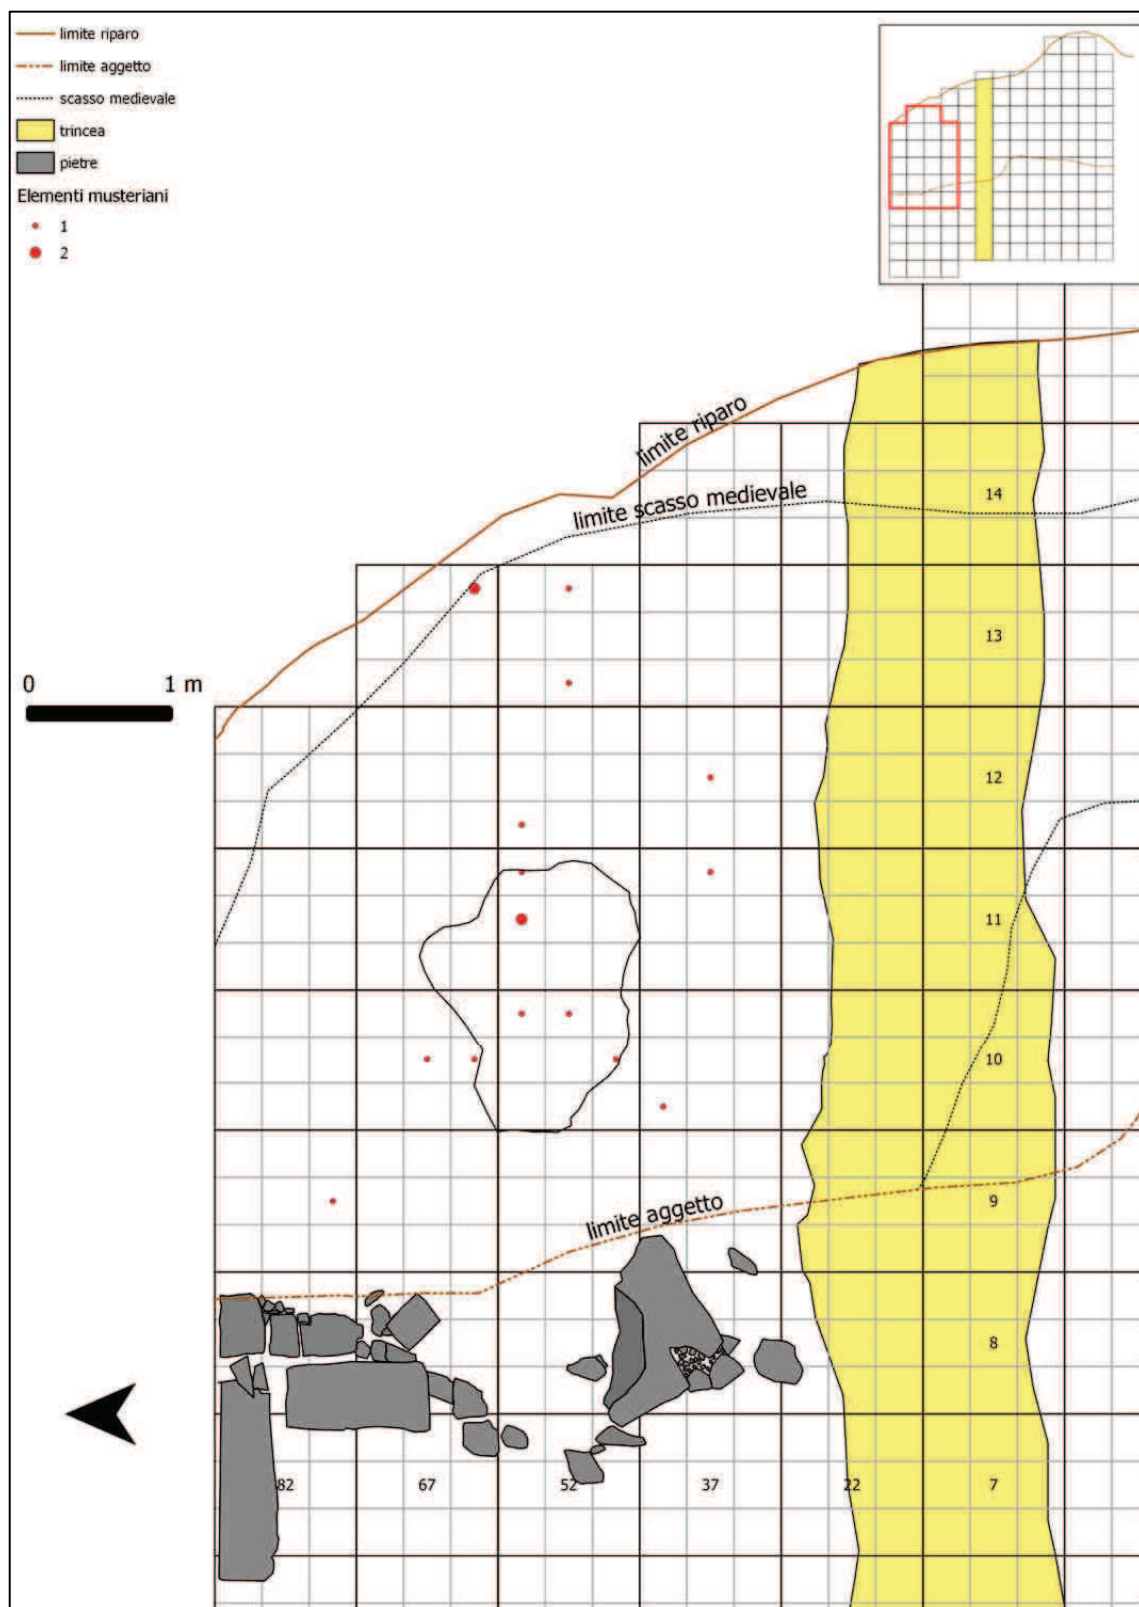 limite riparo
limite aggetto
scasso medievale
trincea
pietre
Elementi musteriani
1
2
limite riparo
limite scasso medievale
14
13
0 1 m
12
11
10
limite aggetto
9
8
82 67 52 37 22 7